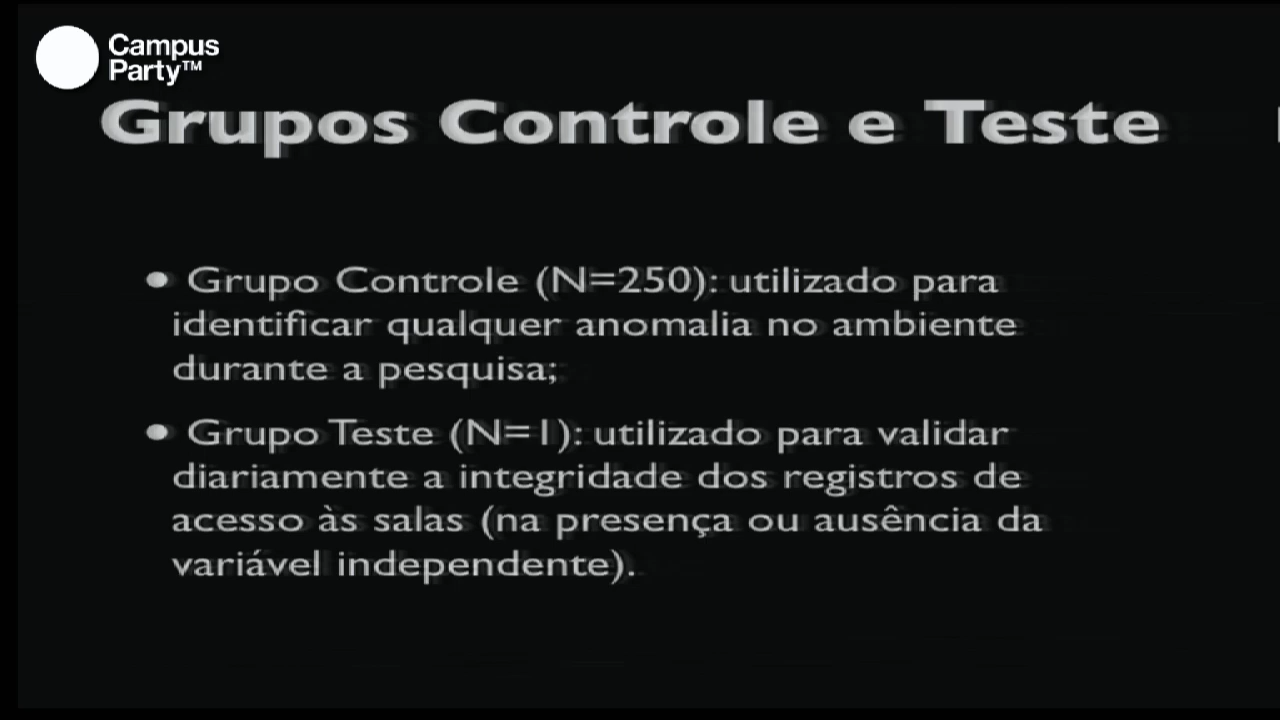 Campus
Party™
Grupos Controle e Teste
• Grupo Controle (N=250): utilizado para
identificar qualquer anomalia no ambiente
durante a pesquisa;
• Grupo Teste (N=1): utilizado para validar
diariamente a integridade dos registros de
acesso às salas (na presença ou ausência da
variável independente).